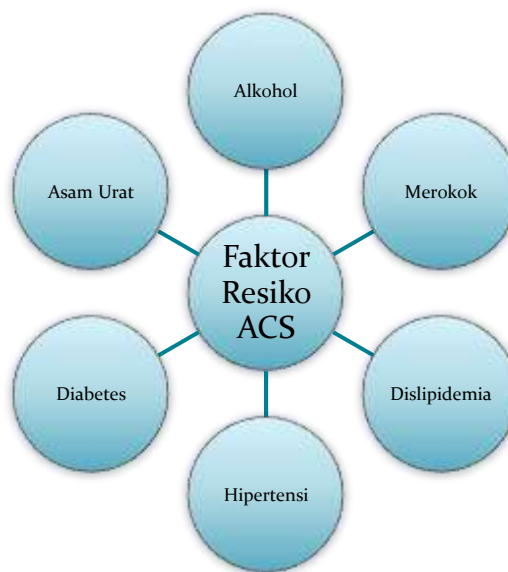 Alkohol
Asam Urat
Merokok
Faktor
Resiko
ACS
Diabetes
Dislipidemia
Hipertensi